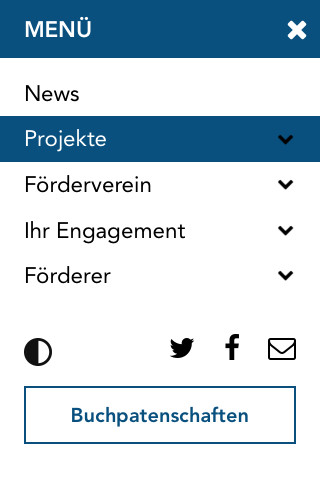 MENÜ
News
Projekte
Förderverein
Ihr Engagement
Förderer
Buchpatenschaften